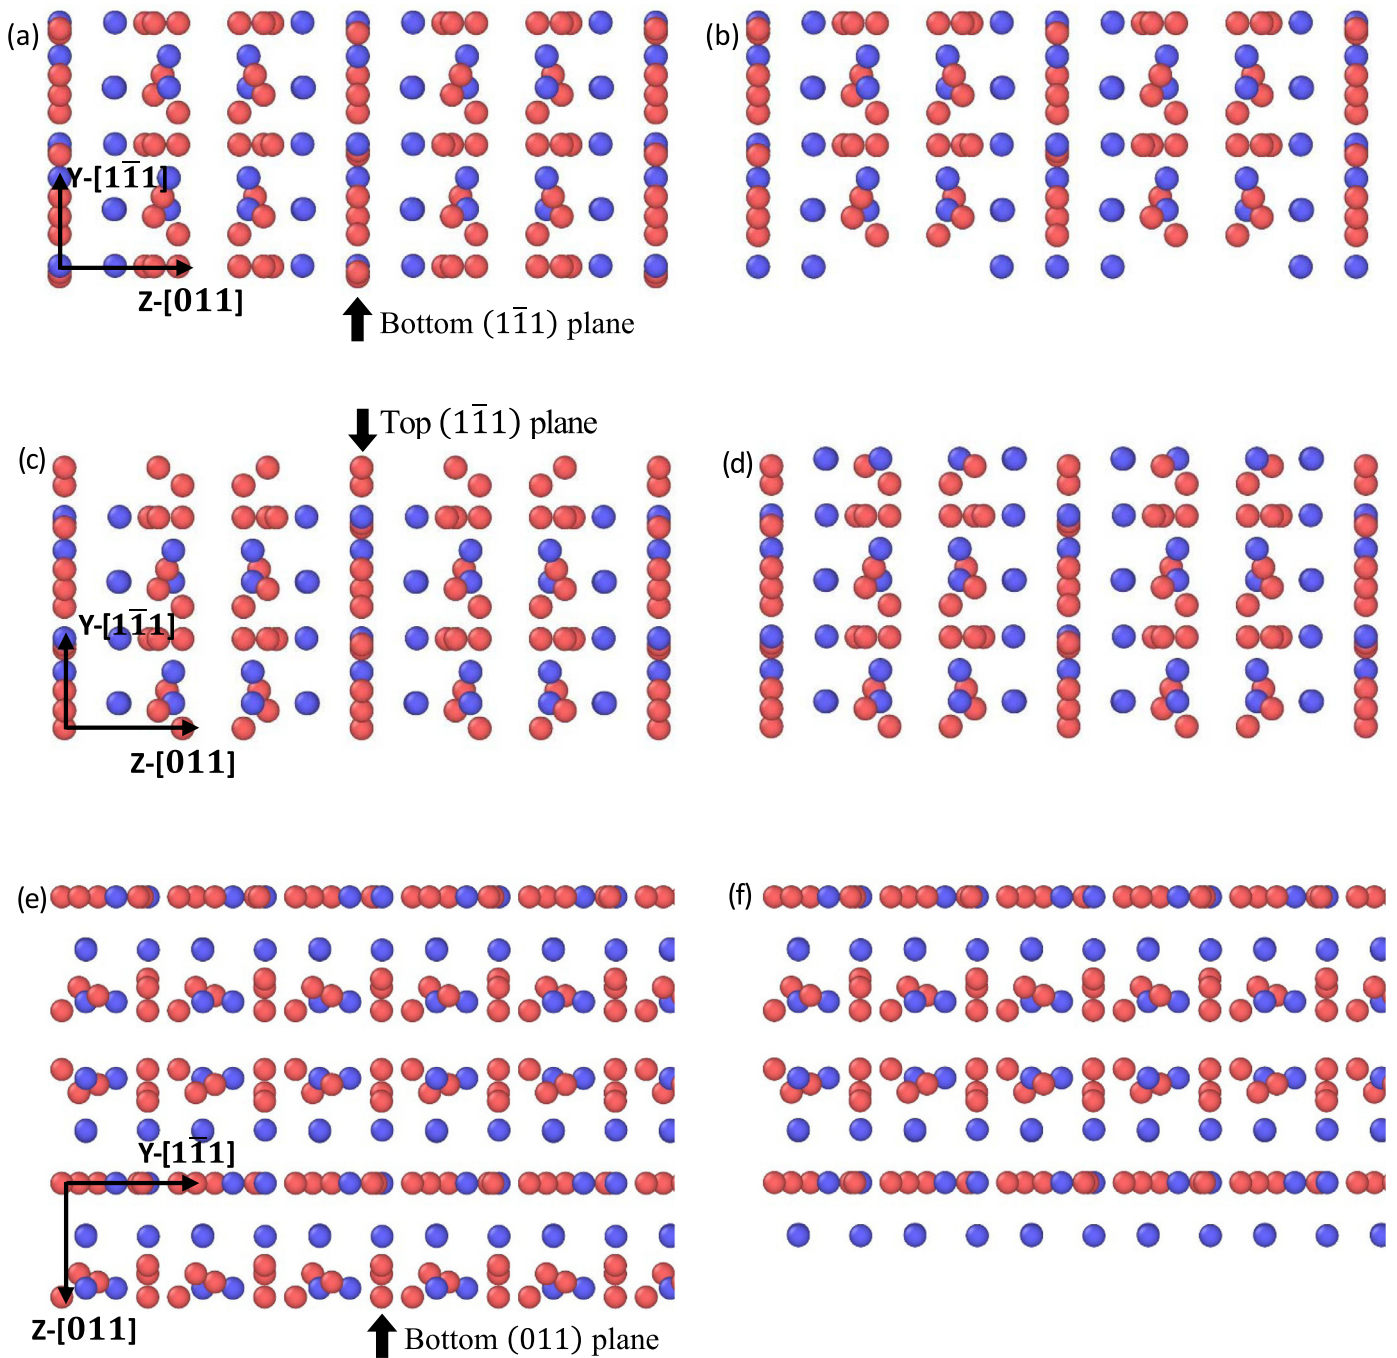 (a)
(b)
Y-[11̅1]
Z-[011]
Bottom (11̅1) plane
Top (11̅1) plane
(c)
(d)
Y-[11̅1]
Z-[011]
(e)
(f)
Y-[11̅1]
Z-[011]
Bottom (011) plane